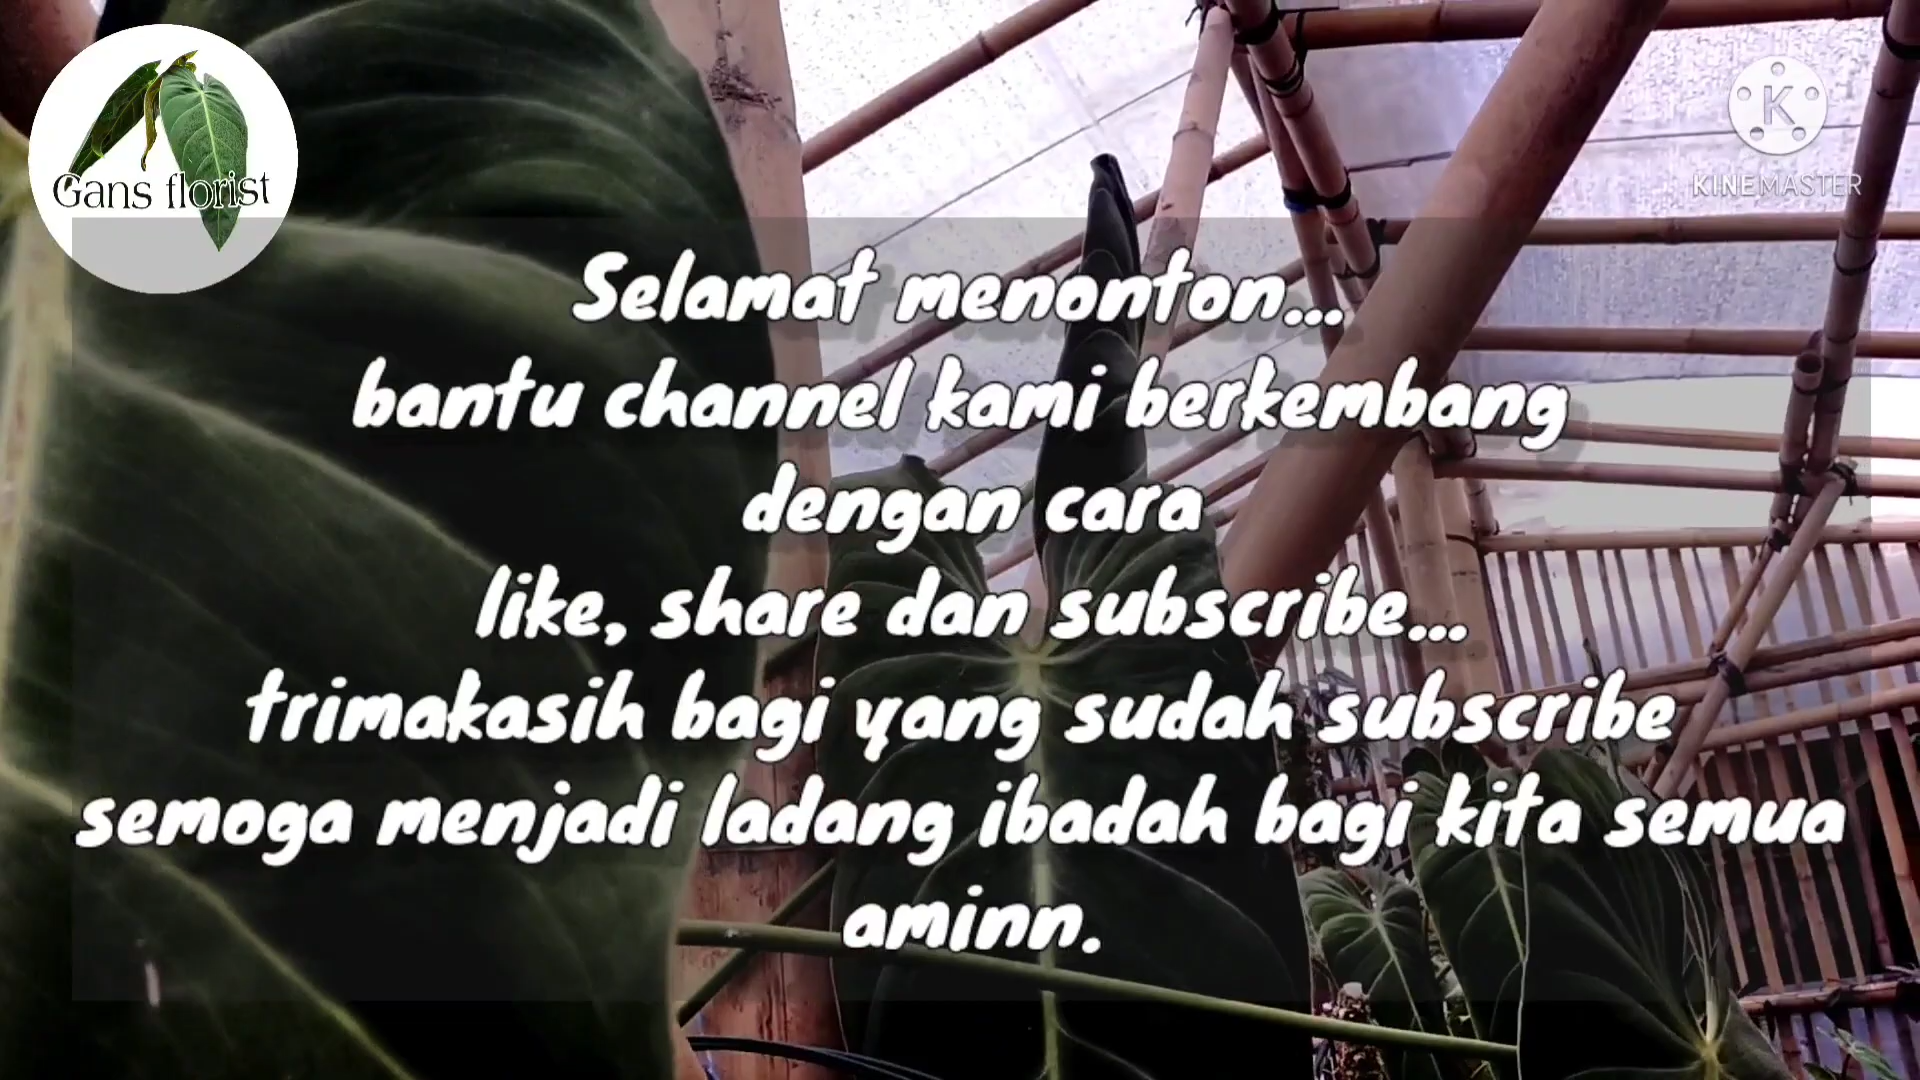 Gans florist
K
KINEMASTER
Selamat menonton...
bantu channel kami berkembang
dengan cara
like, share dan subscribe...
trimakasih bagi yang sudah subscribe
semoga menjadi ladang ibadah bagi kita semua
aminn.